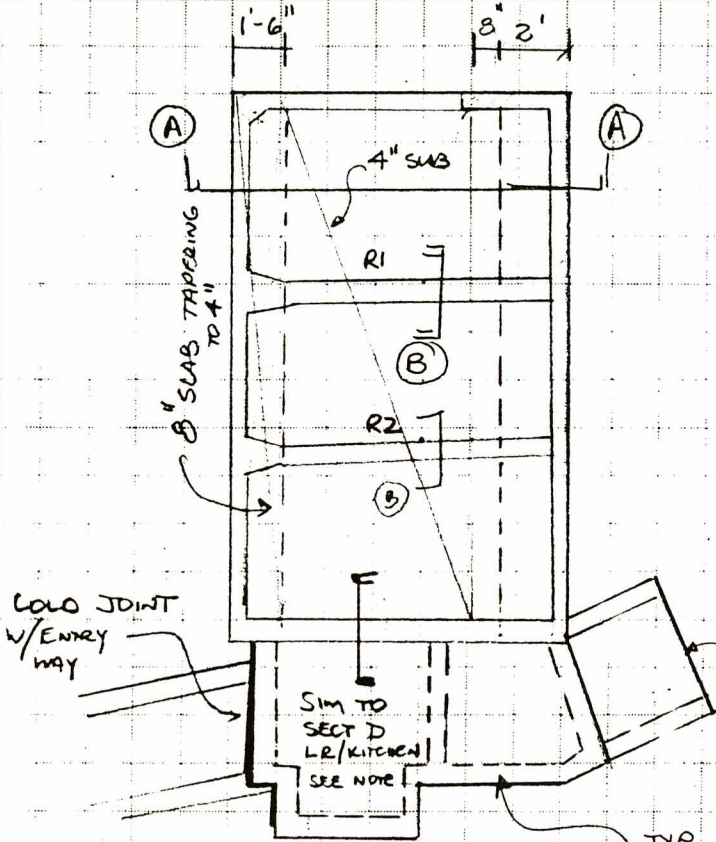 1'-6" 8" 2'
A A
4" SLAB
R1
B
8" SLAB TAPERING
TO 4"
R2
B
COLD JOINT
W/ENTRY
WAY
SIM TO
SECT D
LR/KITCHEN
SEE NOTE
TYP